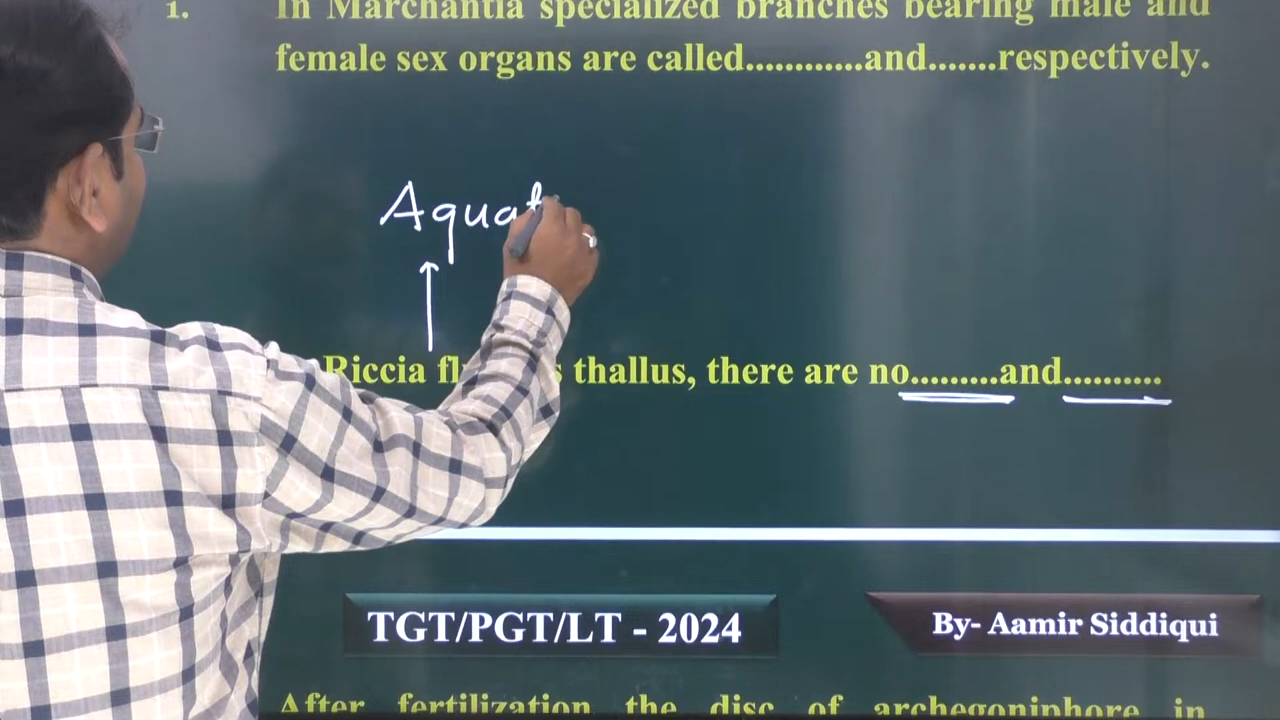 1. In Marchantia specialized branches bearing male and
female sex organs are called............and.......respectively.
Aquat
Riccia thallus, there are no.........and..........
TGT/PGT/LT - 2024
By- Aamir Siddiqui
After fertilization the disc of archegoniphore in